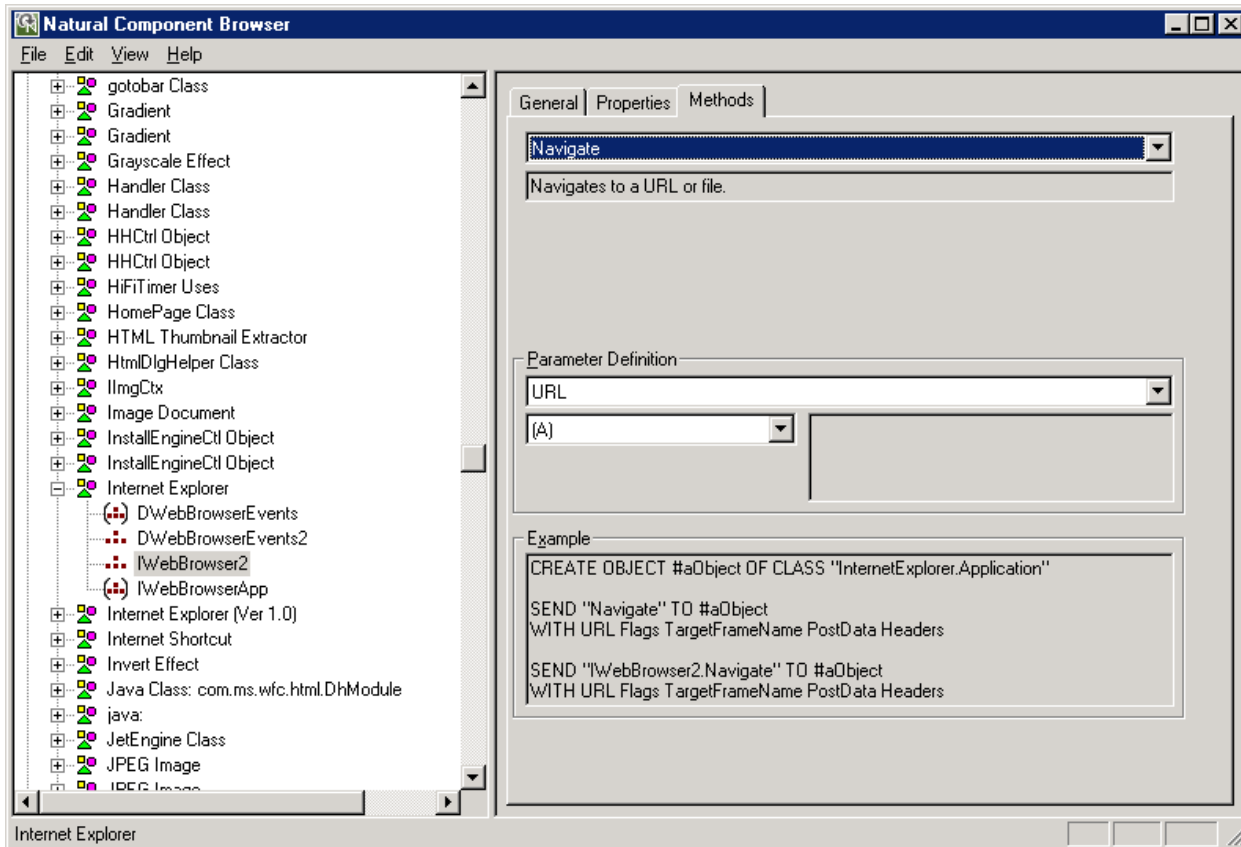 Natural Component Browser
File Edit View Help
gotobar Class
Gradient
Gradient
Grayscale Effect
Handler Class
Handler Class
HHCtrl Object
HHCtrl Object
HiFiTimer Uses
HomePage Class
HTML Thumbnail Extractor
HtmlDlgHelper Class
IImgCtx
Image Document
InstallEngineCtl Object
InstallEngineCtl Object
Internet Explorer
DWebBrowserEvents
DWebBrowserEvents2
IWebBrowser2
IWebBrowserApp
Internet Explorer (Ver 1.0)
Internet Shortcut
Invert Effect
Java Class: com.ms.wfc.html.DhModule
java:
JetEngine Class
JPEG Image
JPEG Image
Internet Explorer
General Properties Methods
Navigate
Navigates to a URL or file.
Parameter Definition
URL
(A)
Example
CREATE OBJECT #aObject OF CLASS "InternetExplorer.Application"
SEND "Navigate" TO #aObject
WITH URL Flags TargetFrameName PostData Headers
SEND "IWebBrowser2.Navigate" TO #aObject
WITH URL Flags TargetFrameName PostData Headers